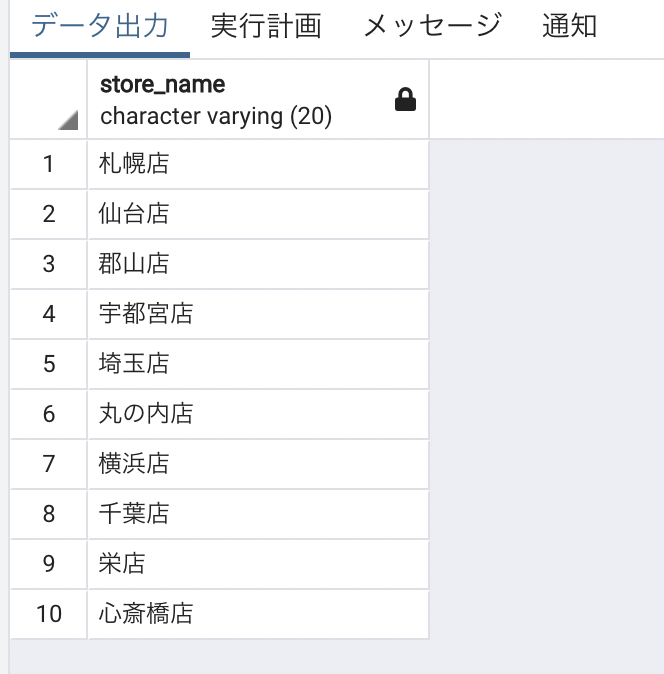 データ出力 実行計画 メッセージ 通知
store_name
character varying (20)
1 札幌店
2 仙台店
3 郡山店
4 宇都宮店
5 埼玉店
6 丸の内店
7 横浜店
8 千葉店
9 栄店
10 心斎橋店